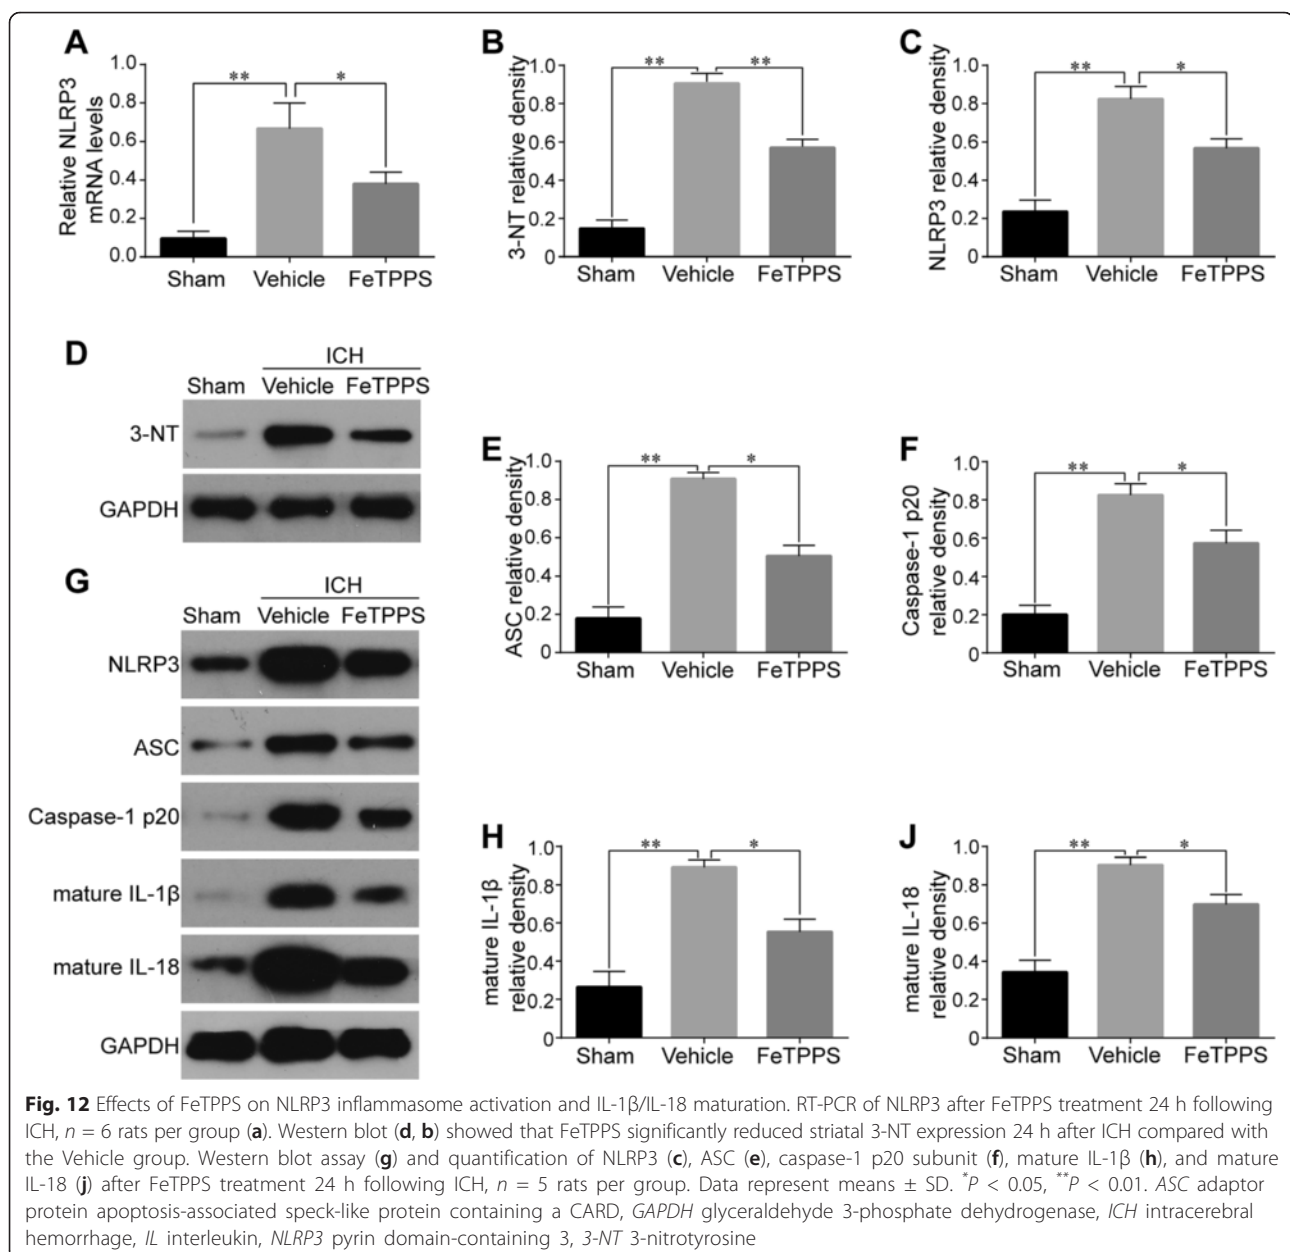 A
Relative NLRP3
mRNA levels
1.0
0.8
0.6
0.4
0.2
0.0
** *
Sham Vehicle FeTPPS
B
3-NT relative density
1.0
0.8
0.6
0.4
0.2
0
** **
Sham Vehicle FeTPPS
C
NLRP3 relative density
1.0
0.8
0.6
0.4
0.2
0
** *
Sham Vehicle FeTPPS
D
ICH
Sham Vehicle FeTPPS
3-NT
GAPDH
E
ASC relative density
1.0
0.8
0.6
0.4
0.2
0
** *
Sham Vehicle FeTPPS
F
Caspase-1 p20
relative density
1.0
0.8
0.6
0.4
0.2
0
** *
Sham Vehicle FeTPPS
G
ICH
Sham Vehicle FeTPPS
NLRP3
ASC
Caspase-1 p20
mature IL-1β
mature IL-18
GAPDH
H
mature IL-1β
relative density
1.0
0.8
0.6
0.4
0.2
0
** *
Sham Vehicle FeTPPS
J
mature IL-18
relative density
1.0
0.8
0.6
0.4
0.2
0
** *
Sham Vehicle FeTPPS
Fig. 12 Effects of FeTPPS on NLRP3 inflammasome activation and IL-1β/IL-18 maturation. RT-PCR of NLRP3 after FeTPPS treatment 24 h following
ICH, n = 6 rats per group (a). Western blot (d, b) showed that FeTPPS significantly reduced striatal 3-NT expression 24 h after ICH compared with
the Vehicle group. Western blot assay (g) and quantification of NLRP3 (c), ASC (e), caspase-1 p20 subunit (f), mature IL-1β (h), and mature
IL-18 (j) after FeTPPS treatment 24 h following ICH, n = 5 rats per group. Data represent means ± SD. *P < 0.05, **P < 0.01. ASC adaptor
protein apoptosis-associated speck-like protein containing a CARD, GAPDH glyceraldehyde 3-phosphate dehydrogenase, ICH intracerebral
hemorrhage, IL interleukin, NLRP3 pyrin domain-containing 3, 3-NT 3-nitrotyrosine